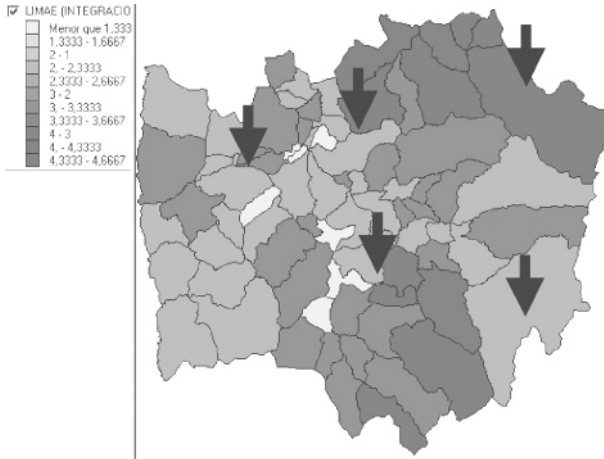 LIMAE (INTEGRACIO
Menor que 1,333
1,3333 - 1,6667
2 - 1
2, - 2,3333
2,3333 - 2,6667
3 - 2
3, - 3,3333
3,3333 - 3,6667
4 - 3
4, - 4,3333
4,3333 - 4,6667